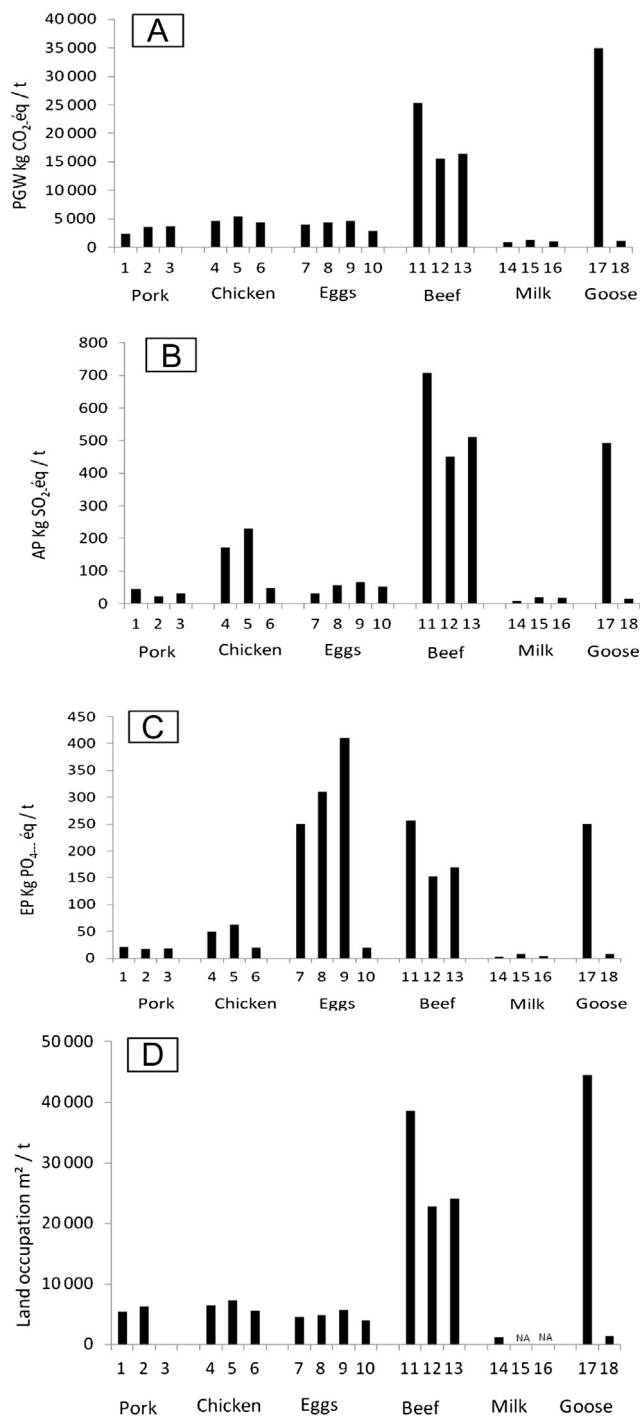 A
PGW kg CO₂-éq / t
40 000
35 000
30 000
25 000
20 000
15 000
10 000
5 000
0
1 2 3 4 5 6 7 8 9 10 11 12 13 14 15 16 17 18
Pork Chicken Eggs Beef Milk Goose
B
AP Kg SO₂-éq / t
800
700
600
500
400
300
200
100
0
1 2 3 4 5 6 7 8 9 10 11 12 13 14 15 16 17 18
Pork Chicken Eggs Beef Milk Goose
C
EP Kg PO₄--- éq / t
450
400
350
300
250
200
150
100
50
0
1 2 3 4 5 6 7 8 9 10 11 12 13 14 15 16 17 18
Pork Chicken Eggs Beef Milk Goose
D
Land occupation m² / t
50 000
40 000
30 000
20 000
10 000
0
NA NA
1 2 3 4 5 6 7 8 9 10 11 12 13 14 15 16 17 18
Pork Chicken Eggs Beef Milk Goose